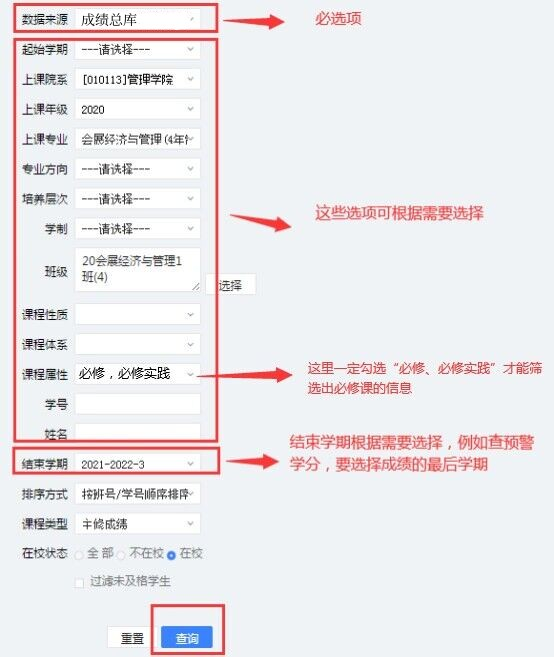 数据来源 成绩总库 必选项
起始学期 ---请选择---
上课院系 [010113]管理学院
上课年级 2020
上课专业 会展经济与管理(4年制
专业方向 ---请选择---
培养层次 ---请选择---
这些选项可根据需要选择
学制 ---请选择---
班级 20会展经济与管理1
班(4)
选择
课程性质
课程体系
课程属性 必修，必修实践
这里一定勾选“必修、必修实践”才能筛
选出必修课的信息
学号
姓名
结束学期 2021-2022-3
结束学期根据需要选择，例如查预警
学分，要选择成绩的最后学期
排序方式 按班号/学号顺序排序
课程类型 主修成绩
在校状态 全部 不在校 在校
过滤未及格学生
重置 查询